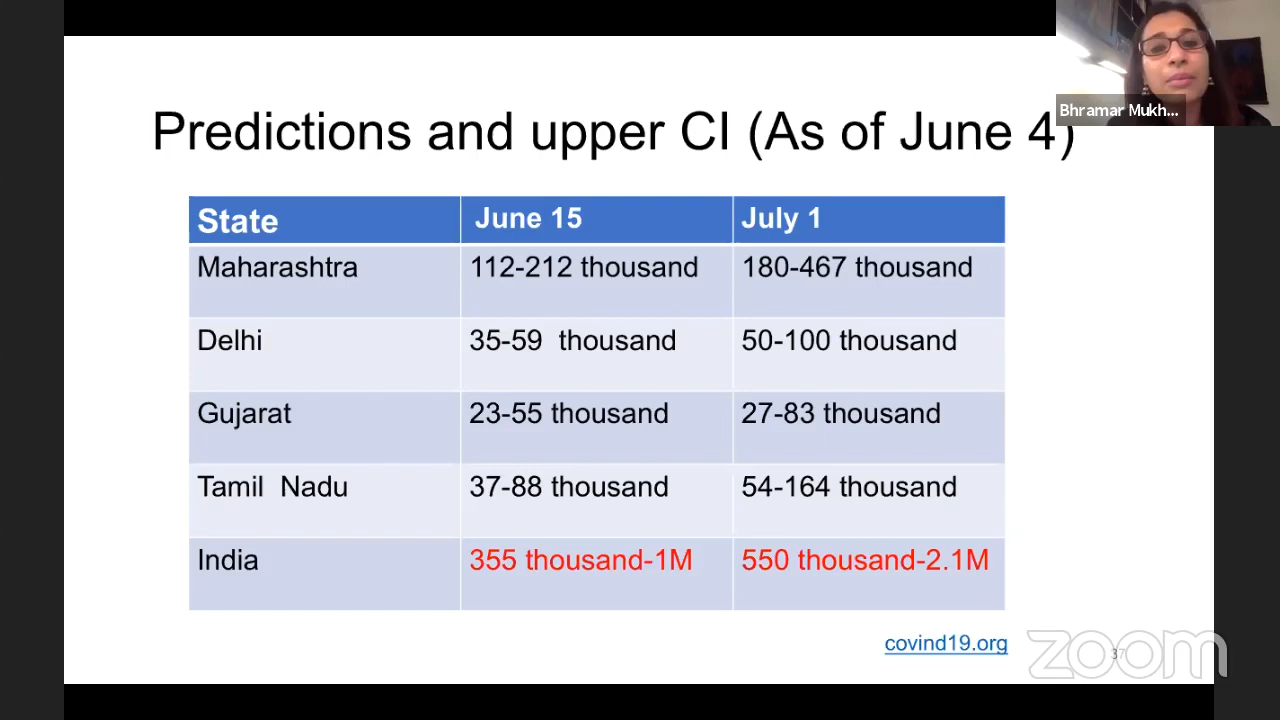 Bhramar Mukh...
Predictions and upper CI (As of June 4)
State June 15 July 1
Maharashtra 112-212 thousand 180-467 thousand
Delhi 35-59 thousand 50-100 thousand
Gujarat 23-55 thousand 27-83 thousand
Tamil Nadu 37-88 thousand 54-164 thousand
India 355 thousand-1M 550 thousand-2.1M
covind19.org
37
zoom